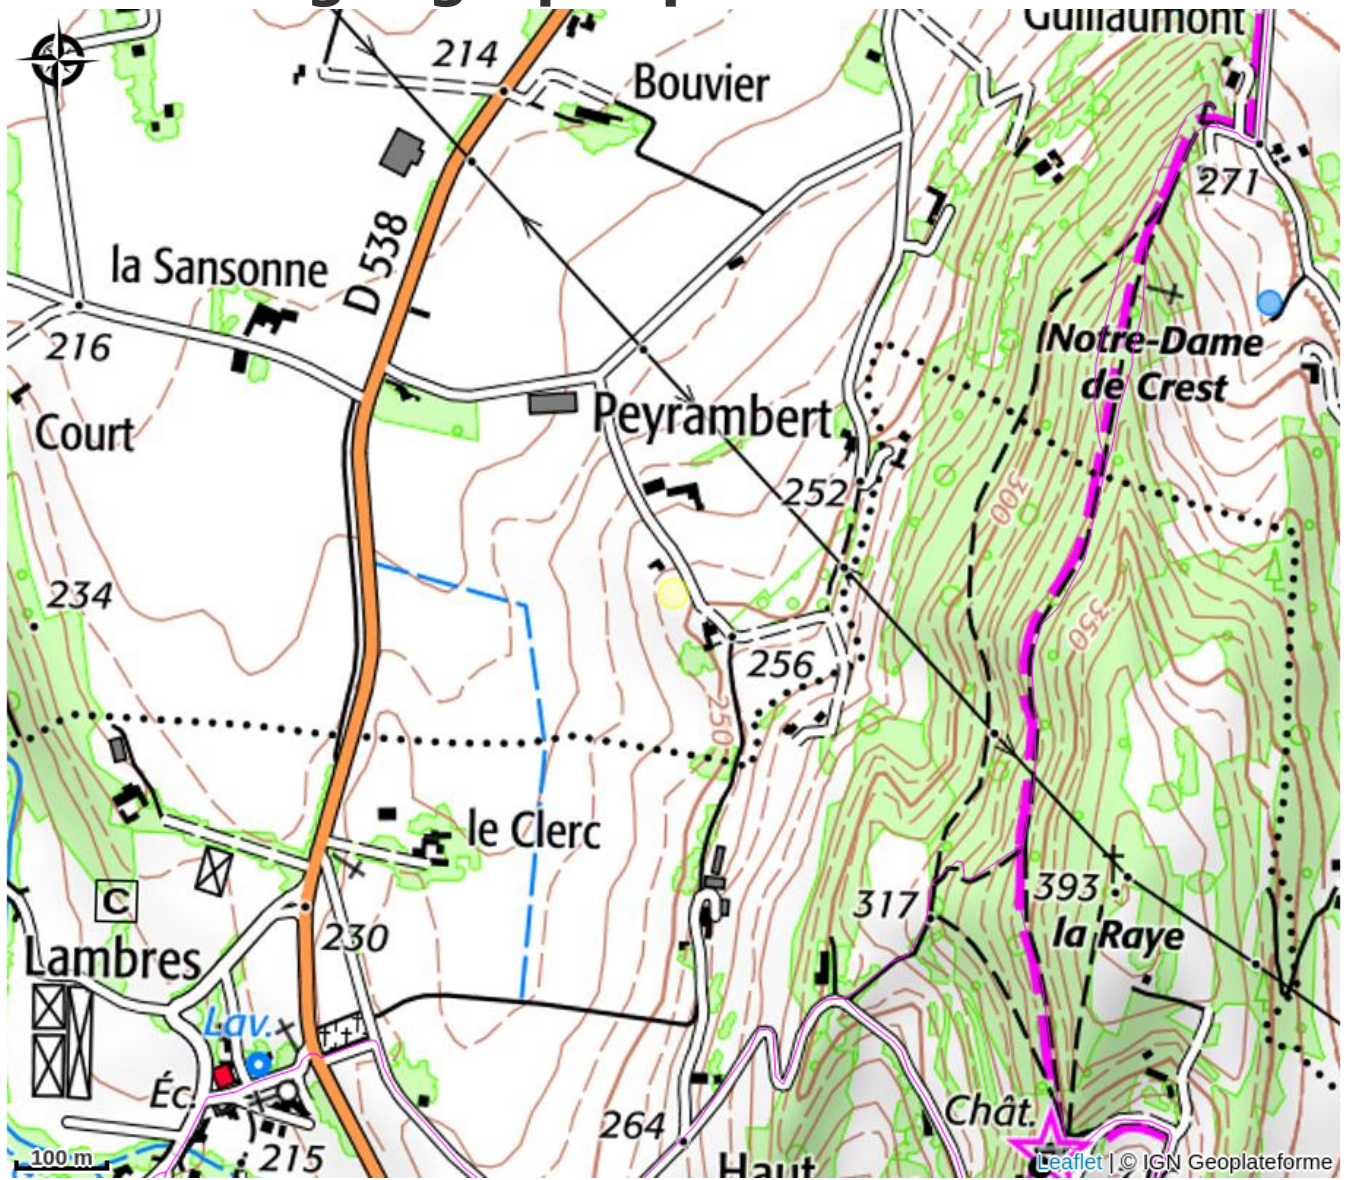 Guillaumont
214
Bouvier
271
D 538
la Sansonne
216
Notre-Dame
de Crest
Court
Peyrambert
252
300
234
350
256
250
le Clerc
C
317
393
230
la Raye
Lambres
Lav.
Éc.
Chât.
264
215
Haut
100 m
Leaflet | © IGN Geoplateforme